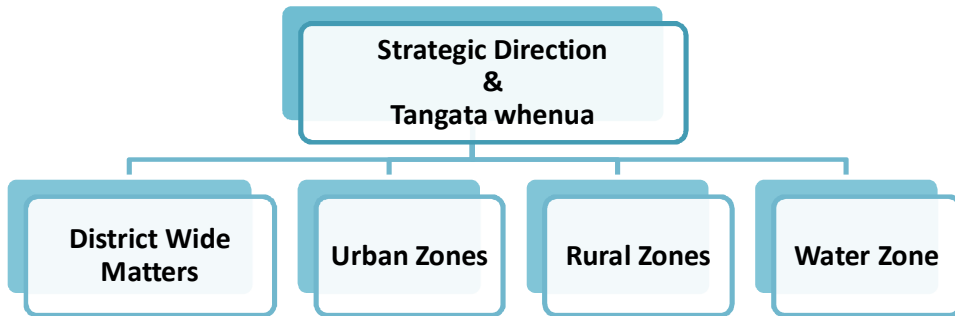 Strategic Direction
&
Tangata whenua
District Wide
Matters
Urban Zones
Rural Zones
Water Zone